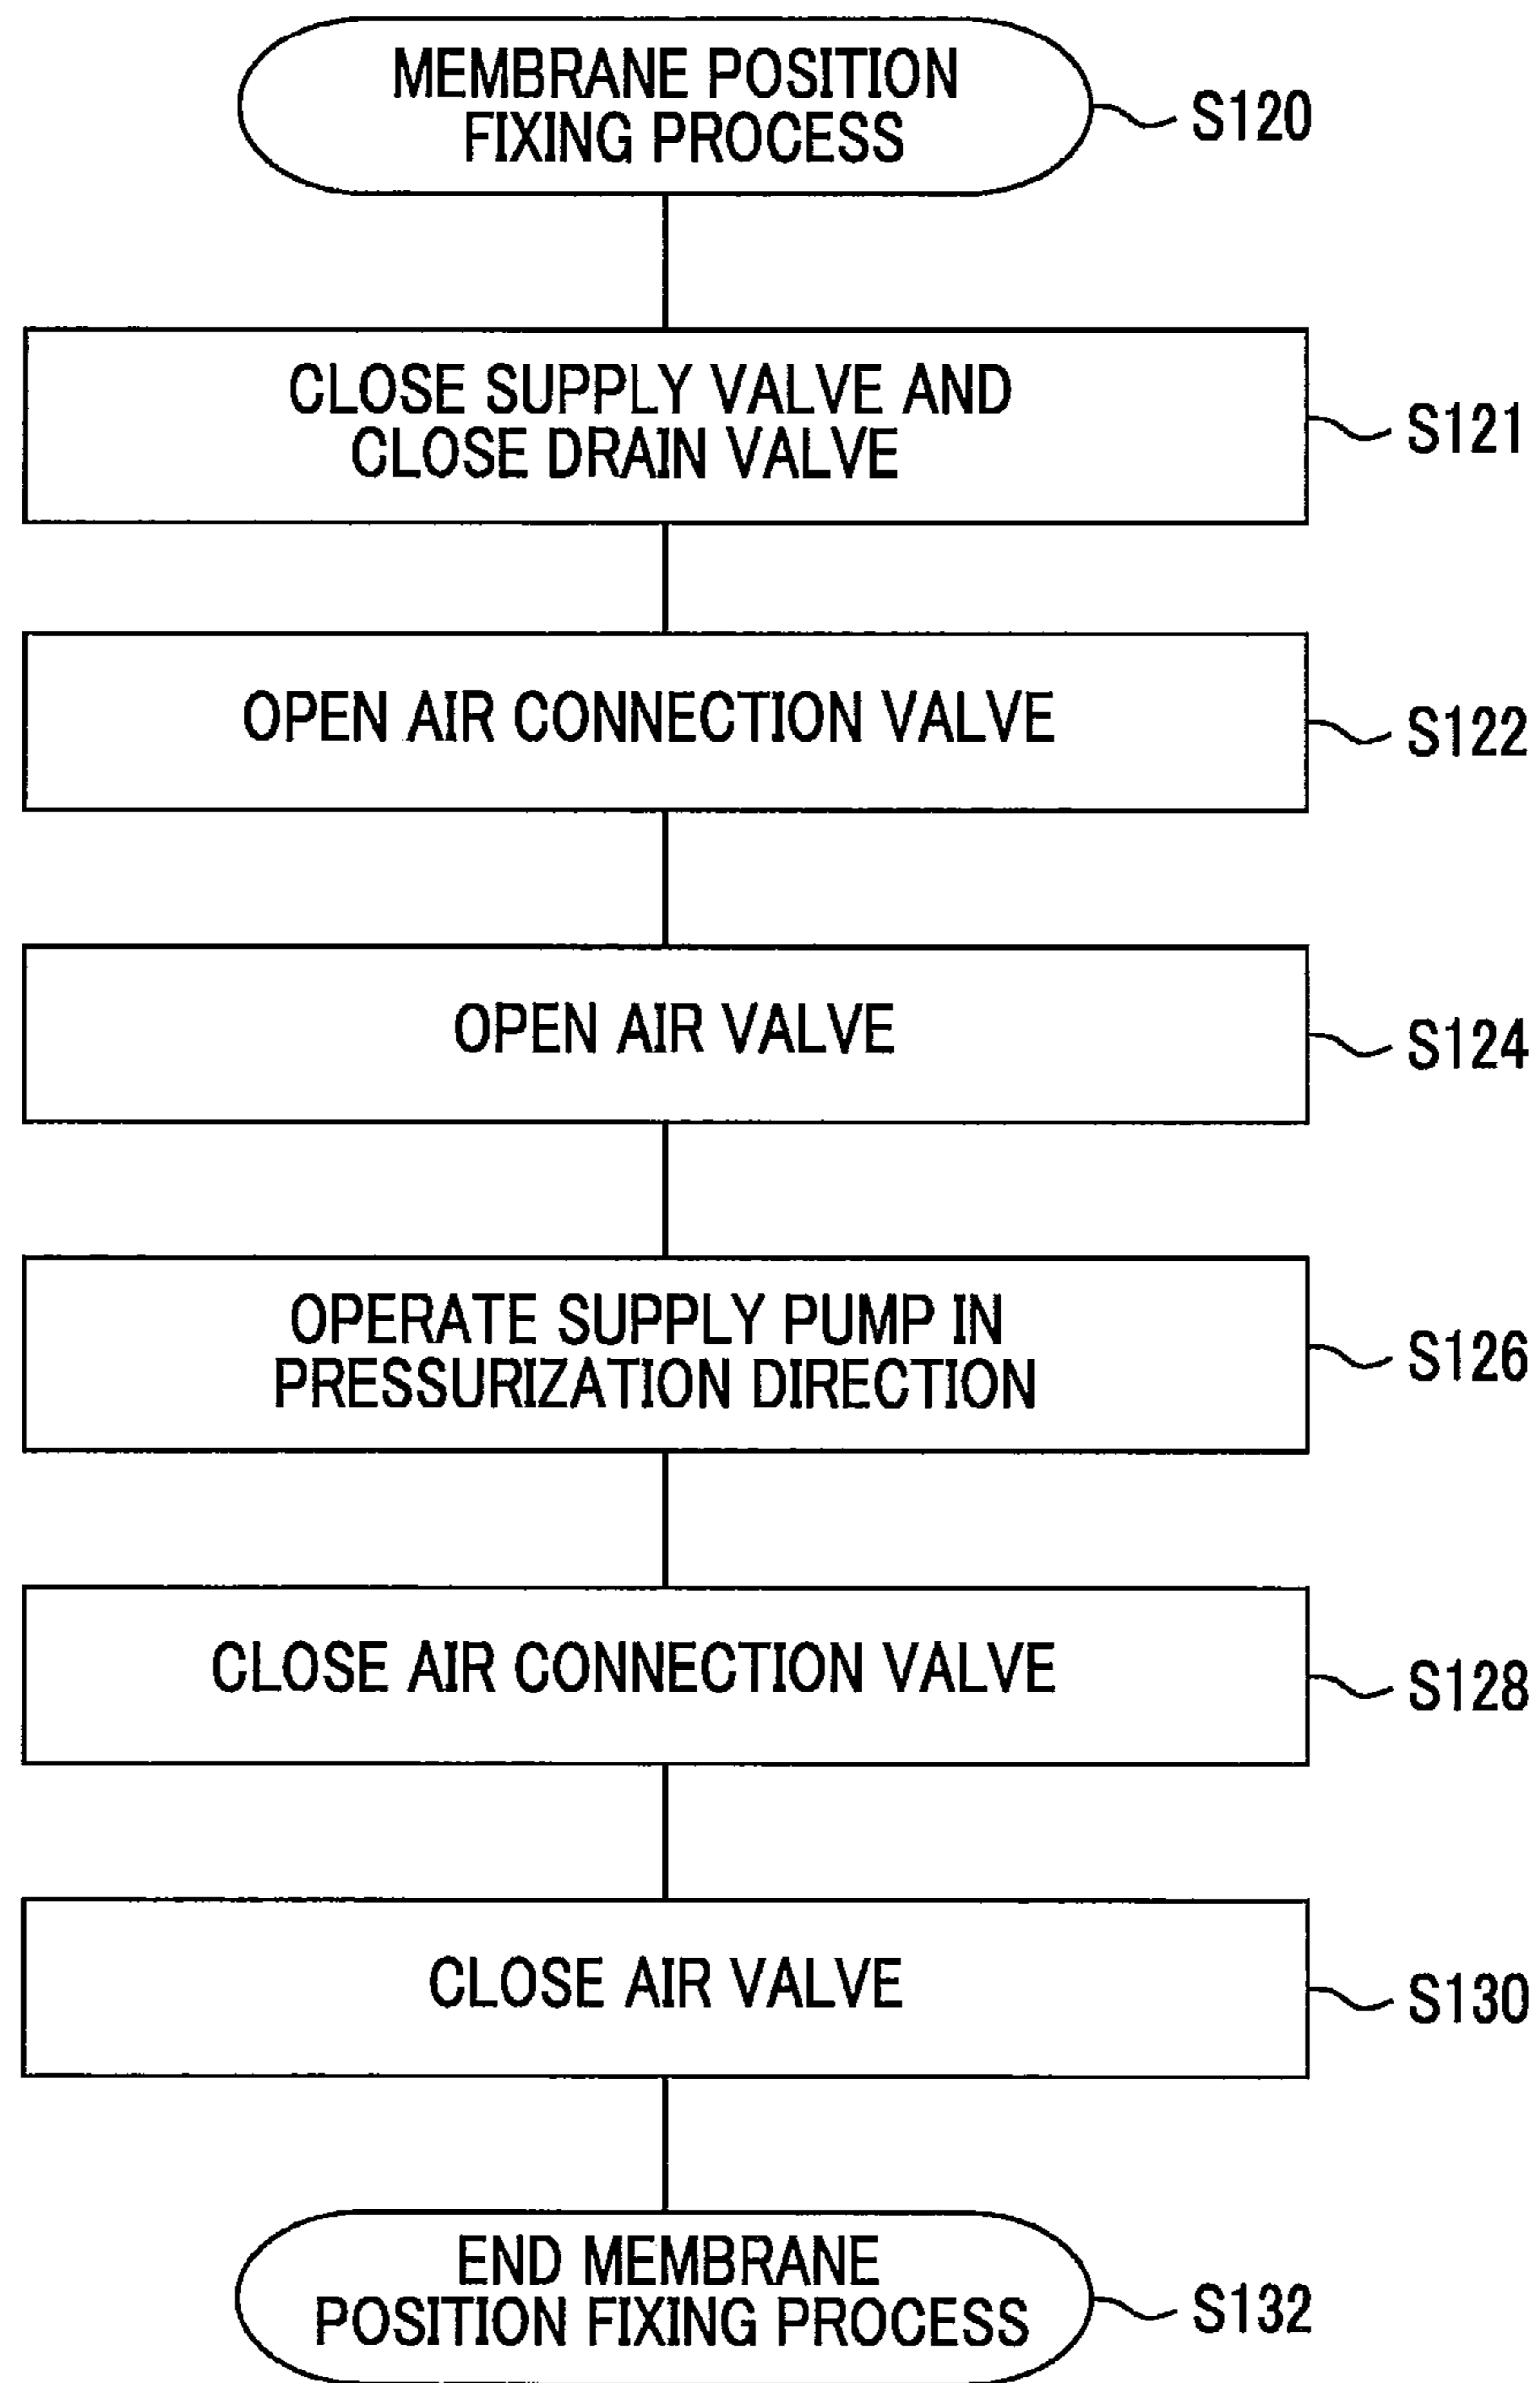 MEMBRANE POSITION
FIXING PROCESS
S120
CLOSE SUPPLY VALVE AND
CLOSE DRAIN VALVE
S121
OPEN AIR CONNECTION VALVE
S122
OPEN AIR VALVE
S124
OPERATE SUPPLY PUMP IN
PRESSURIZATION DIRECTION
S126
CLOSE AIR CONNECTION VALVE
S128
CLOSE AIR VALVE
S130
END MEMBRANE
POSITION FIXING PROCESS
S132